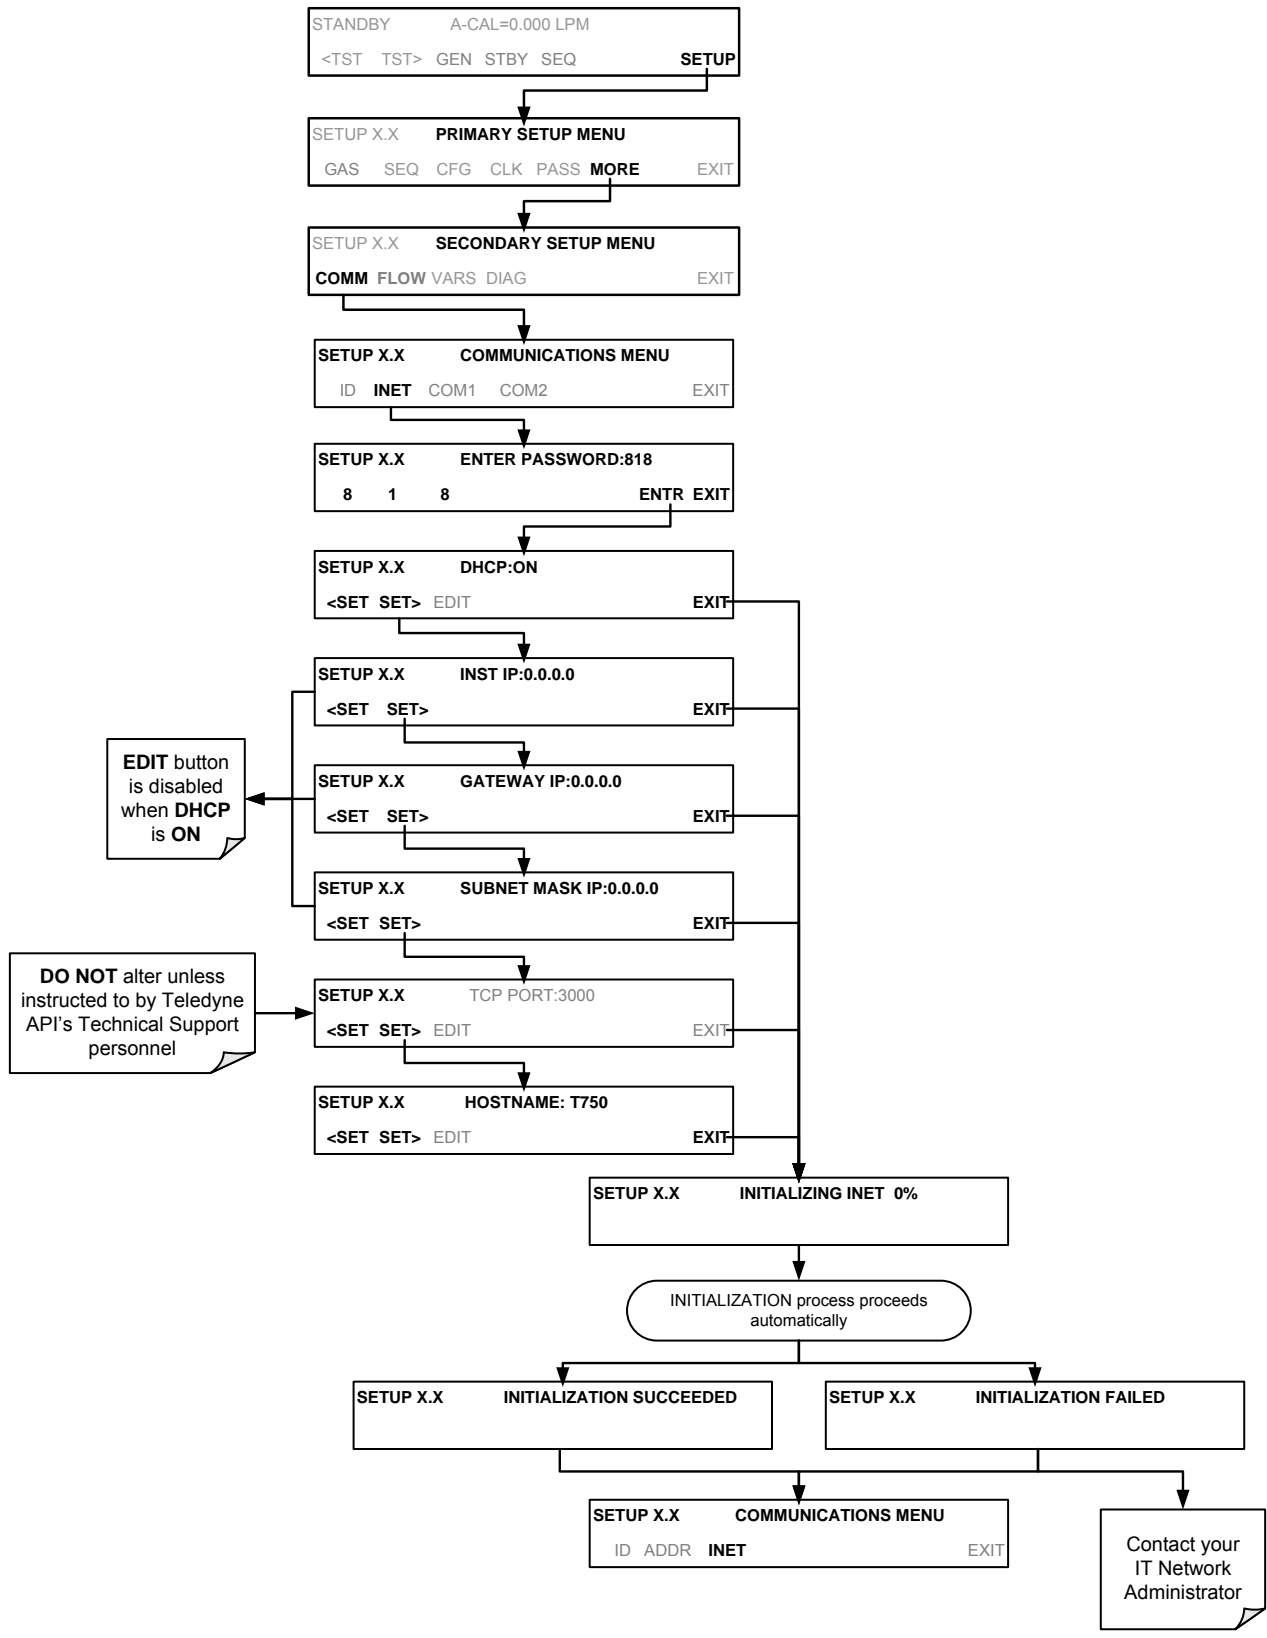 STANDBY A-CAL=0.000 LPM
<TST TST> GEN STBY SEQ SETUP
SETUP X.X PRIMARY SETUP MENU
GAS SEQ CFG CLK PASS MORE EXIT
SETUP X.X SECONDARY SETUP MENU
COMM FLOW VARS DIAG EXIT
SETUP X.X COMMUNICATIONS MENU
ID INET COM1 COM2 EXIT
SETUP X.X ENTER PASSWORD:818
8 1 8 ENTR EXIT
SETUP X.X DHCP:ON
<SET SET> EDIT EXIT
SETUP X.X INST IP:0.0.0.0
<SET SET> EXIT
EDIT button
is disabled
when DHCP
is ON
SETUP X.X GATEWAY IP:0.0.0.0
<SET SET> EXIT
SETUP X.X SUBNET MASK IP:0.0.0.0
<SET SET> EXIT
DO NOT alter unless
instructed to by Teledyne
API's Technical Support
personnel
SETUP X.X TCP PORT:3000
<SET SET> EDIT EXIT
SETUP X.X HOSTNAME: T750
<SET SET> EDIT EXIT
SETUP X.X INITIALIZING INET 0%
INITIALIZATION process proceeds
automatically
SETUP X.X INITIALIZATION SUCCEEDED
SETUP X.X INITIALIZATION FAILED
SETUP X.X COMMUNICATIONS MENU
ID ADDR INET EXIT
Contact your
IT Network
Administrator